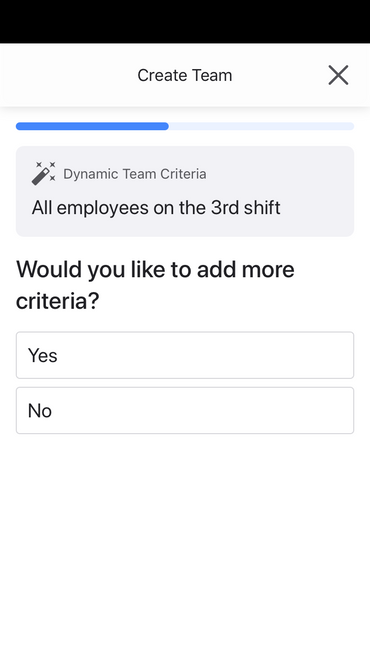 Create Team
Dynamic Team Criteria
All employees on the 3rd shift
Would you like to add more
criteria?
Yes
No